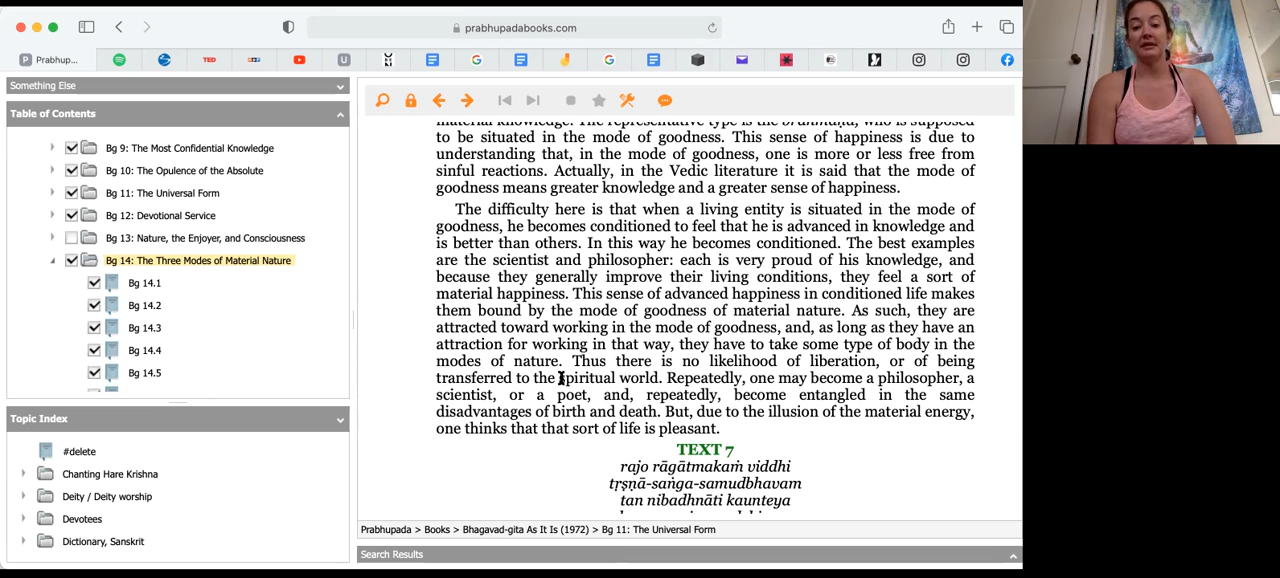 prabhupadabooks.com
Prabhup...
TED
U
Something Else
Table of Contents
Bg 9: The Most Confidential Knowledge
Bg 10: The Opulence of the Absolute
Bg 11: The Universal Form
Bg 12: Devotional Service
Bg 13: Nature, the Enjoyer, and Consciousness
Bg 14: The Three Modes of Material Nature
Bg 14.1
Bg 14.2
Bg 14.3
Bg 14.4
Bg 14.5
Topic Index
#delete
Chanting Hare Krishna
Deity / Deity worship
Devotees
Dictionary, Sanskrit
material knowledge. The representative type is the brāhmaṇa, who is supposed
to be situated in the mode of goodness. This sense of happiness is due to
understanding that, in the mode of goodness, one is more or less free from
sinful reactions. Actually, in the Vedic literature it is said that the mode of
goodness means greater knowledge and a greater sense of happiness.
The difficulty here is that when a living entity is situated in the mode of
goodness, he becomes conditioned to feel that he is advanced in knowledge and
is better than others. In this way he becomes conditioned. The best examples
are the scientist and philosopher: each is very proud of his knowledge, and
because they generally improve their living conditions, they feel a sort of
material happiness. This sense of advanced happiness in conditioned life makes
them bound by the mode of goodness of material nature. As such, they are
attracted toward working in the mode of goodness, and, as long as they have an
attraction for working in that way, they have to take some type of body in the
modes of nature. Thus there is no likelihood of liberation, or of being
transferred to the spiritual world. Repeatedly, one may become a philosopher, a
scientist, or a poet, and, repeatedly, become entangled in the same
disadvantages of birth and death. But, due to the illusion of the material energy,
one thinks that that sort of life is pleasant.
TEXT 7
rajo rāgātmakaṁ viddhi
tṛṣṇā-saṅga-samudbhavam
tan nibadhnāti kaunteya
Prabhupada > Books > Bhagavad-gita As It Is (1972) > Bg 11: The Universal Form
Search Results